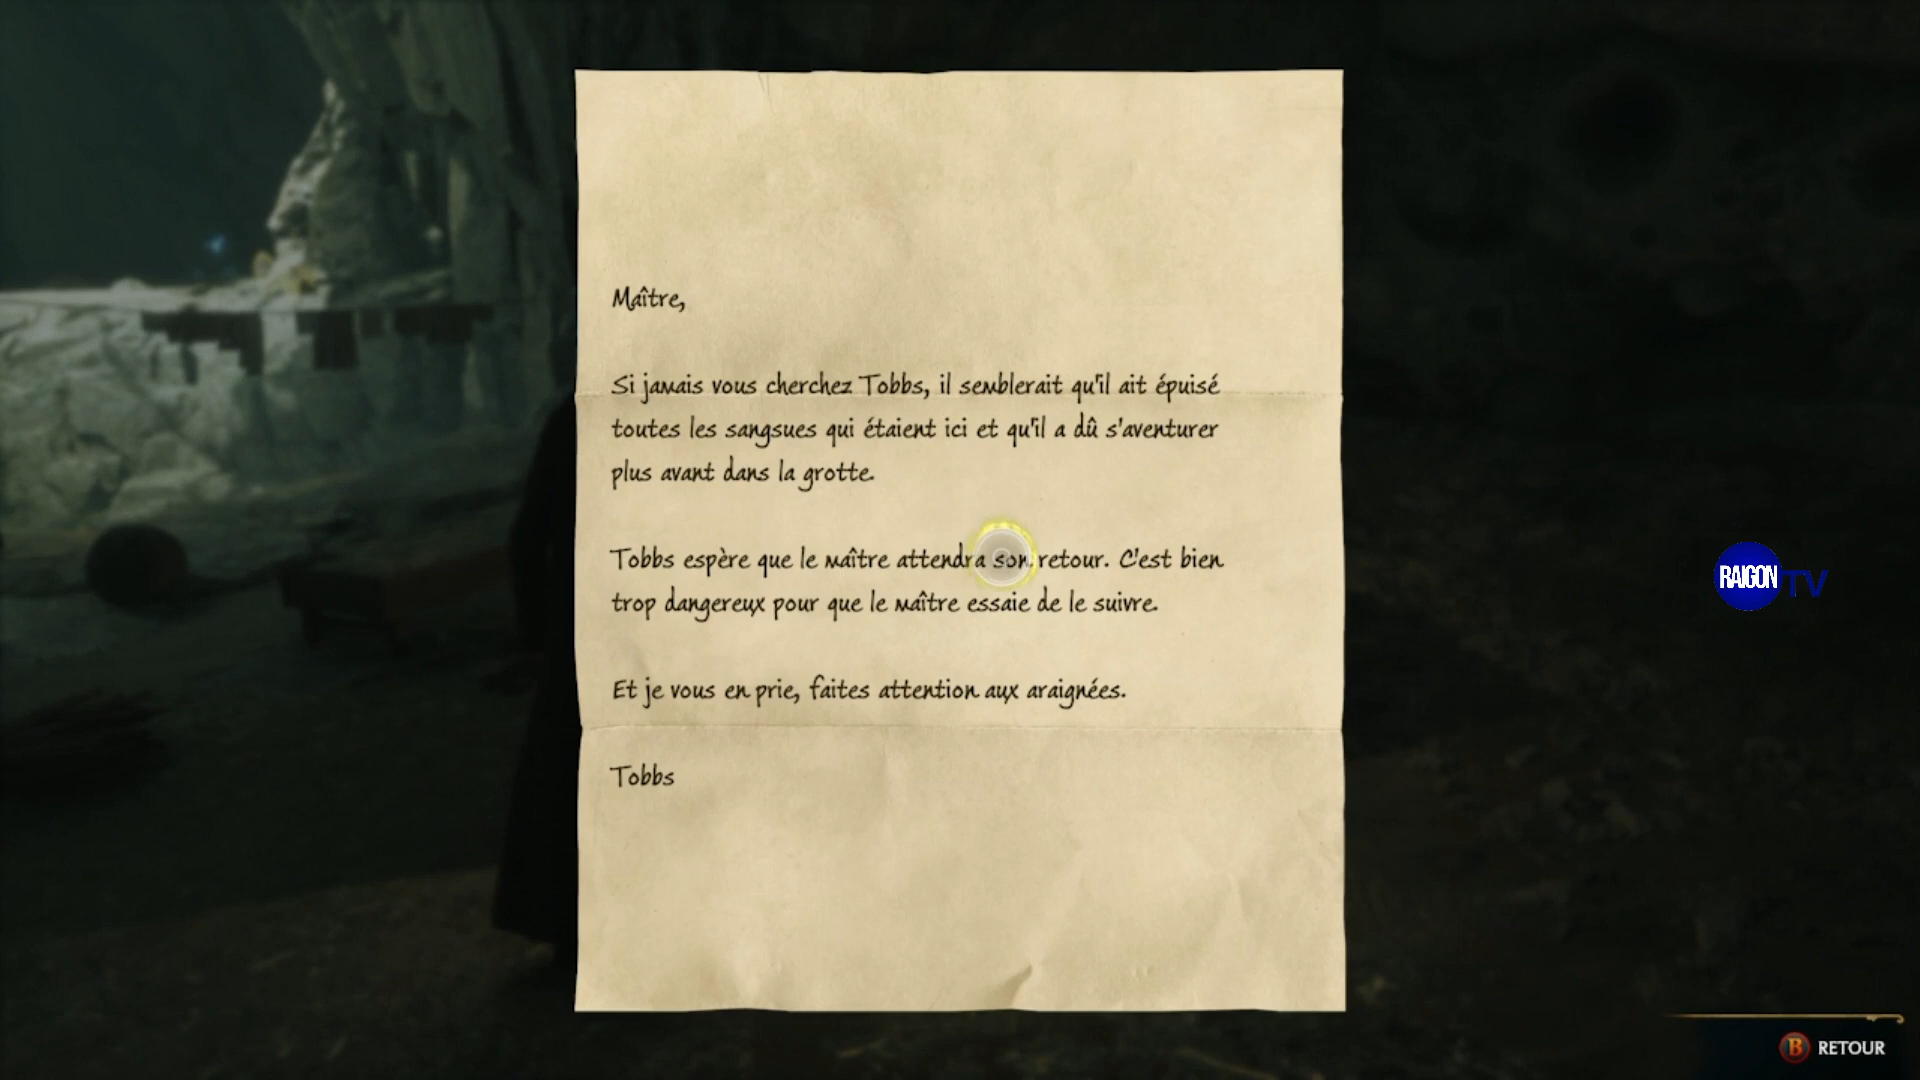 Maître,
Si jamais vous cherchez Tobbs, il semblerait qu'il ait épuisé
toutes les sangsues qui étaient ici et qu'il a dû s'aventurer
plus avant dans la grotte.
Tobbs espère que le maître attendra son retour. C'est bien
trop dangereux pour que le maître essaie de le suivre.
Et je vous en prie, faites attention aux araignées.
Tobbs
RAIGON TV
B RETOUR